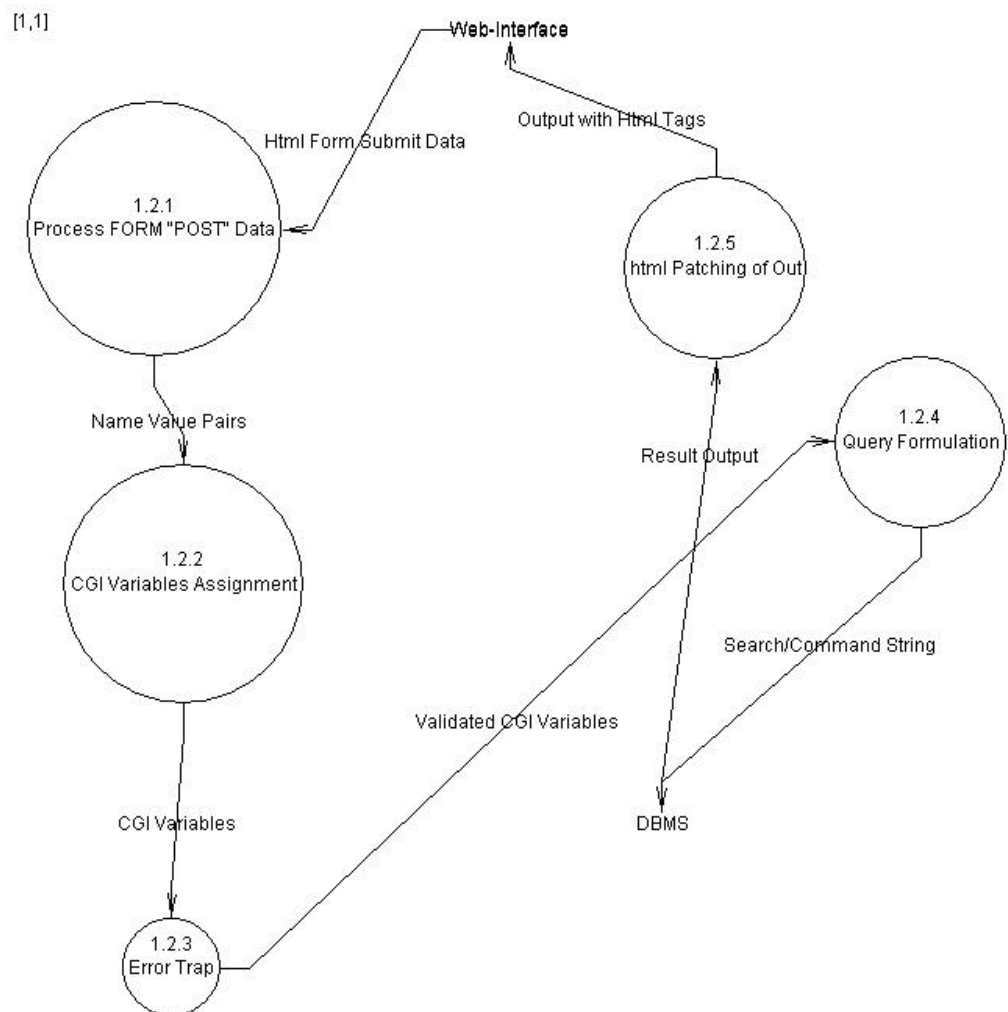 [1,1]
Web-Interface
Output with Html Tags
Html Form Submit Data
1.2.1
Process FORM "POST" Data
1.2.5
html Patching of Out
Name Value Pairs
1.2.4
Query Formulation
Result Output
1.2.2
CGI Variables Assignment
Search/Command String
Validated CGI Variables
CGI Variables
DBMS
1.2.3
Error Trap